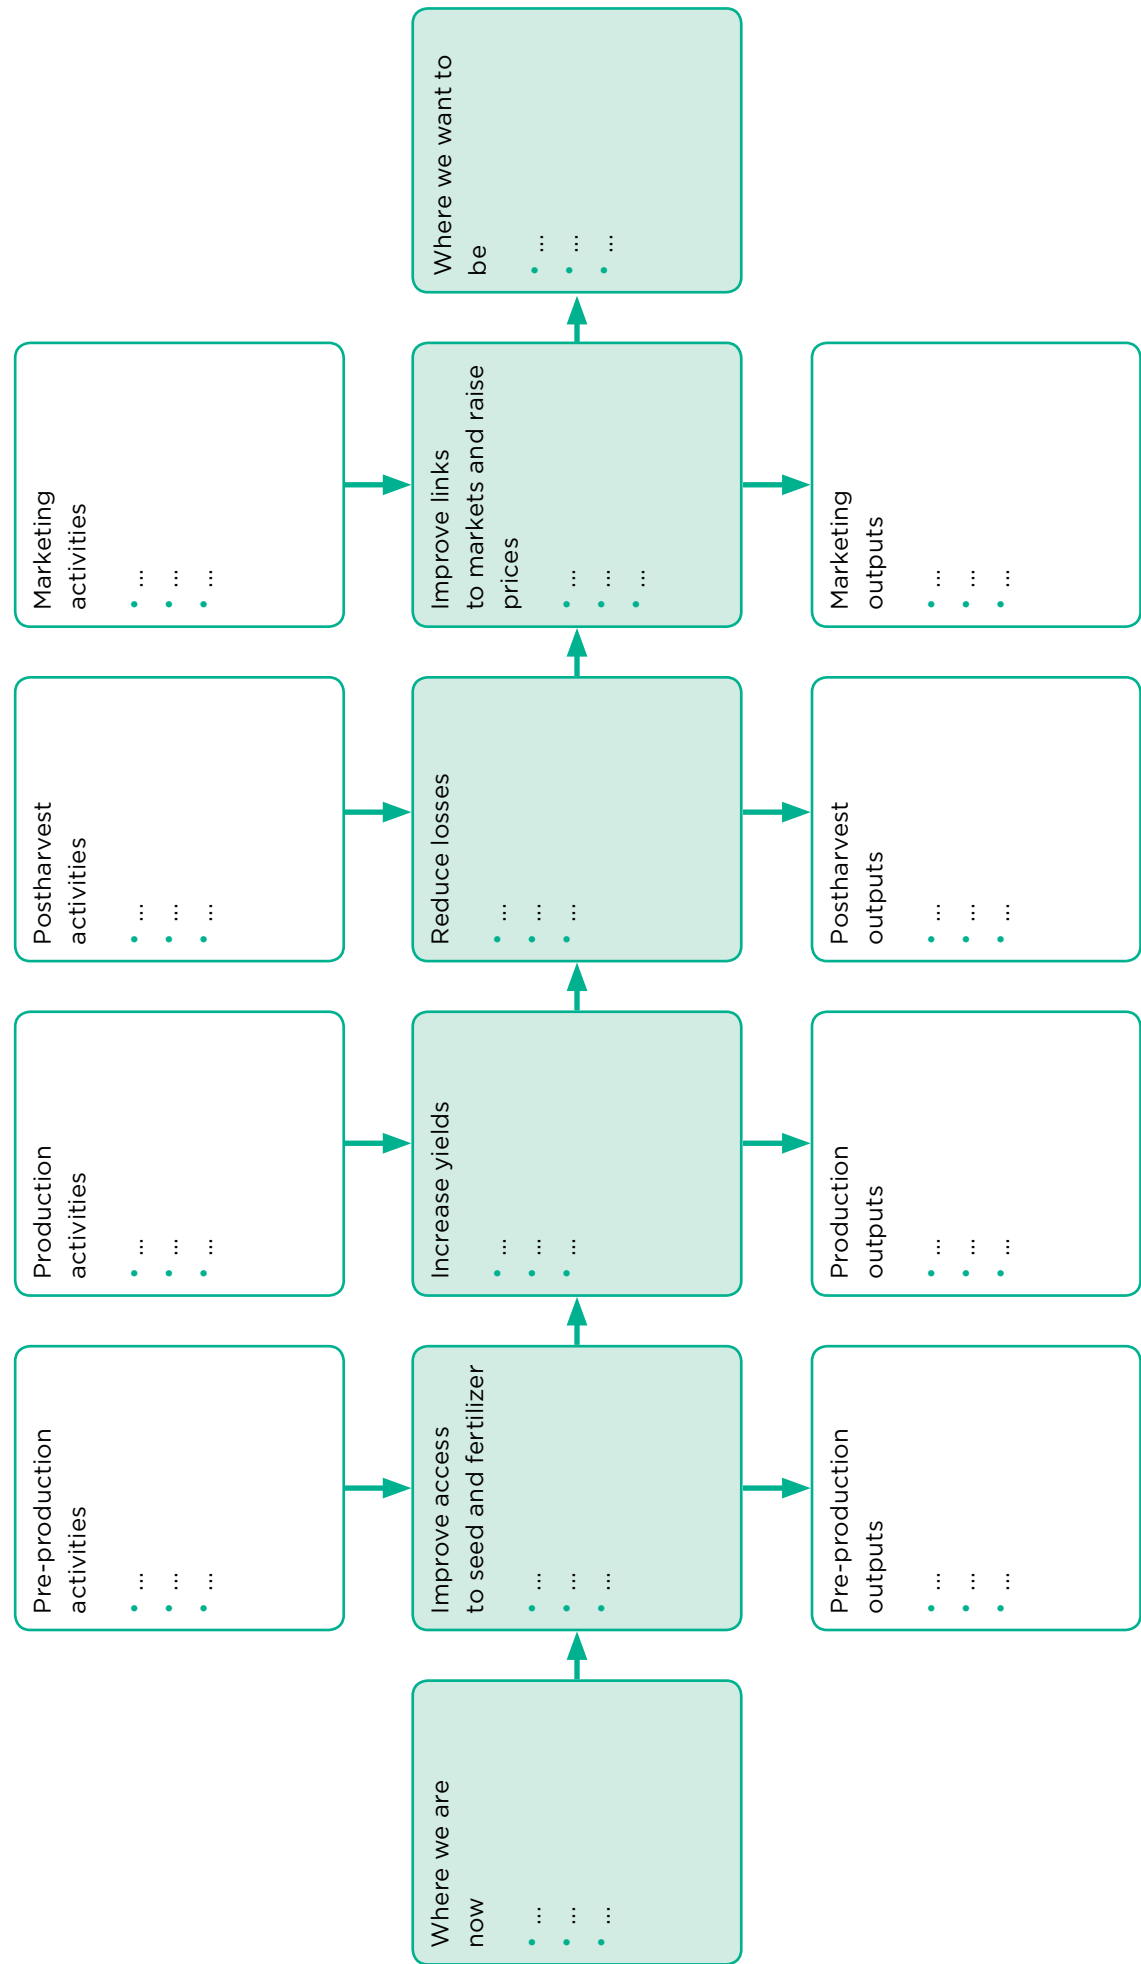 Pre-production
activities
• ...
• ...
• ...
Production
activities
• ...
• ...
• ...
Postharvest
activities
• ...
• ...
• ...
Marketing
activities
• ...
• ...
• ...
Where we are
now
• ...
• ...
• ...
Improve access
to seed and fertilizer
• ...
• ...
• ...
Increase yields
• ...
• ...
• ...
Reduce losses
• ...
• ...
• ...
Improve links
to markets and raise
prices
• ...
• ...
• ...
Where we want to
be
• ...
• ...
• ...
Pre-production
outputs
• ...
• ...
• ...
Production
outputs
• ...
• ...
• ...
Postharvest
outputs
• ...
• ...
• ...
Marketing
outputs
• ...
• ...
• ...